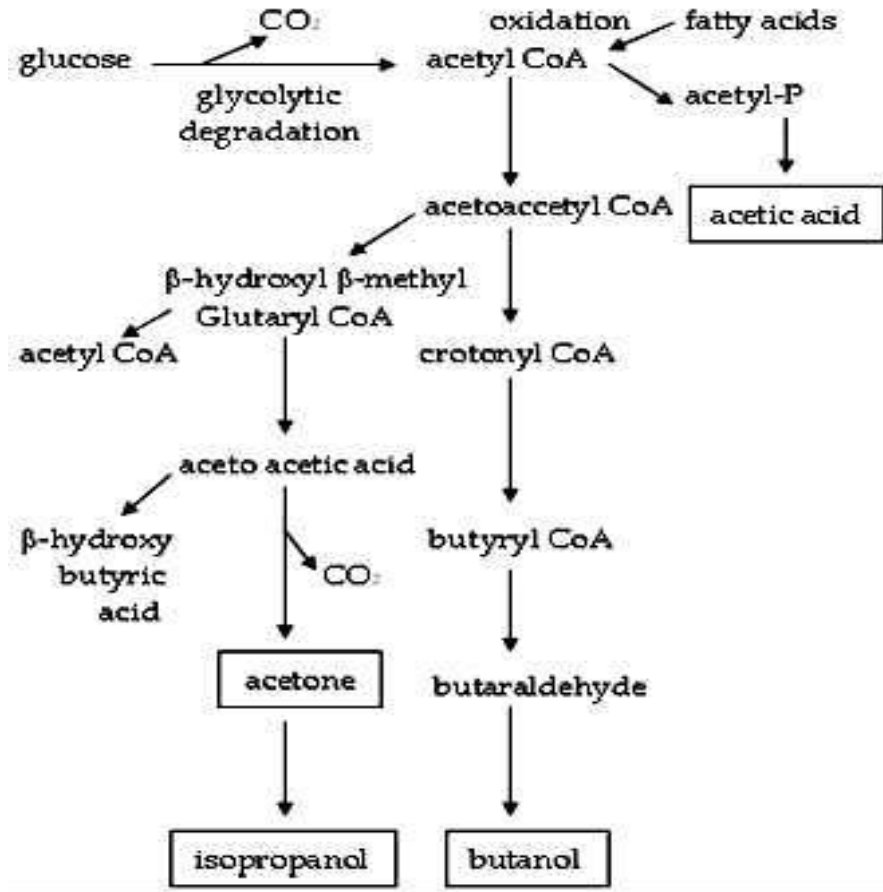 CO₂
oxidation
fatty acids
glucose
acetyl CoA
glycolytic
degradation
acetyl-P
acetoaccetyl CoA
acetic acid
β-hydroxyl β-methyl
Glutaryl CoA
acetyl CoA
crotonyl CoA
aceto acetic acid
β-hydroxy
butyric
acid
CO₂
butyryl CoA
acetone
butaraldehyde
isopropanol
butanol